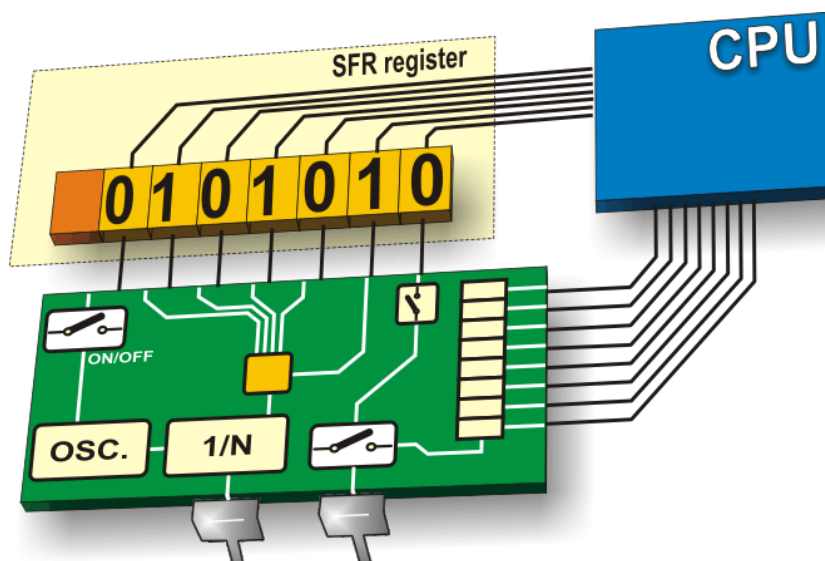 SFR register
CPU
0101010
ON/OFF
OSC.
1/N